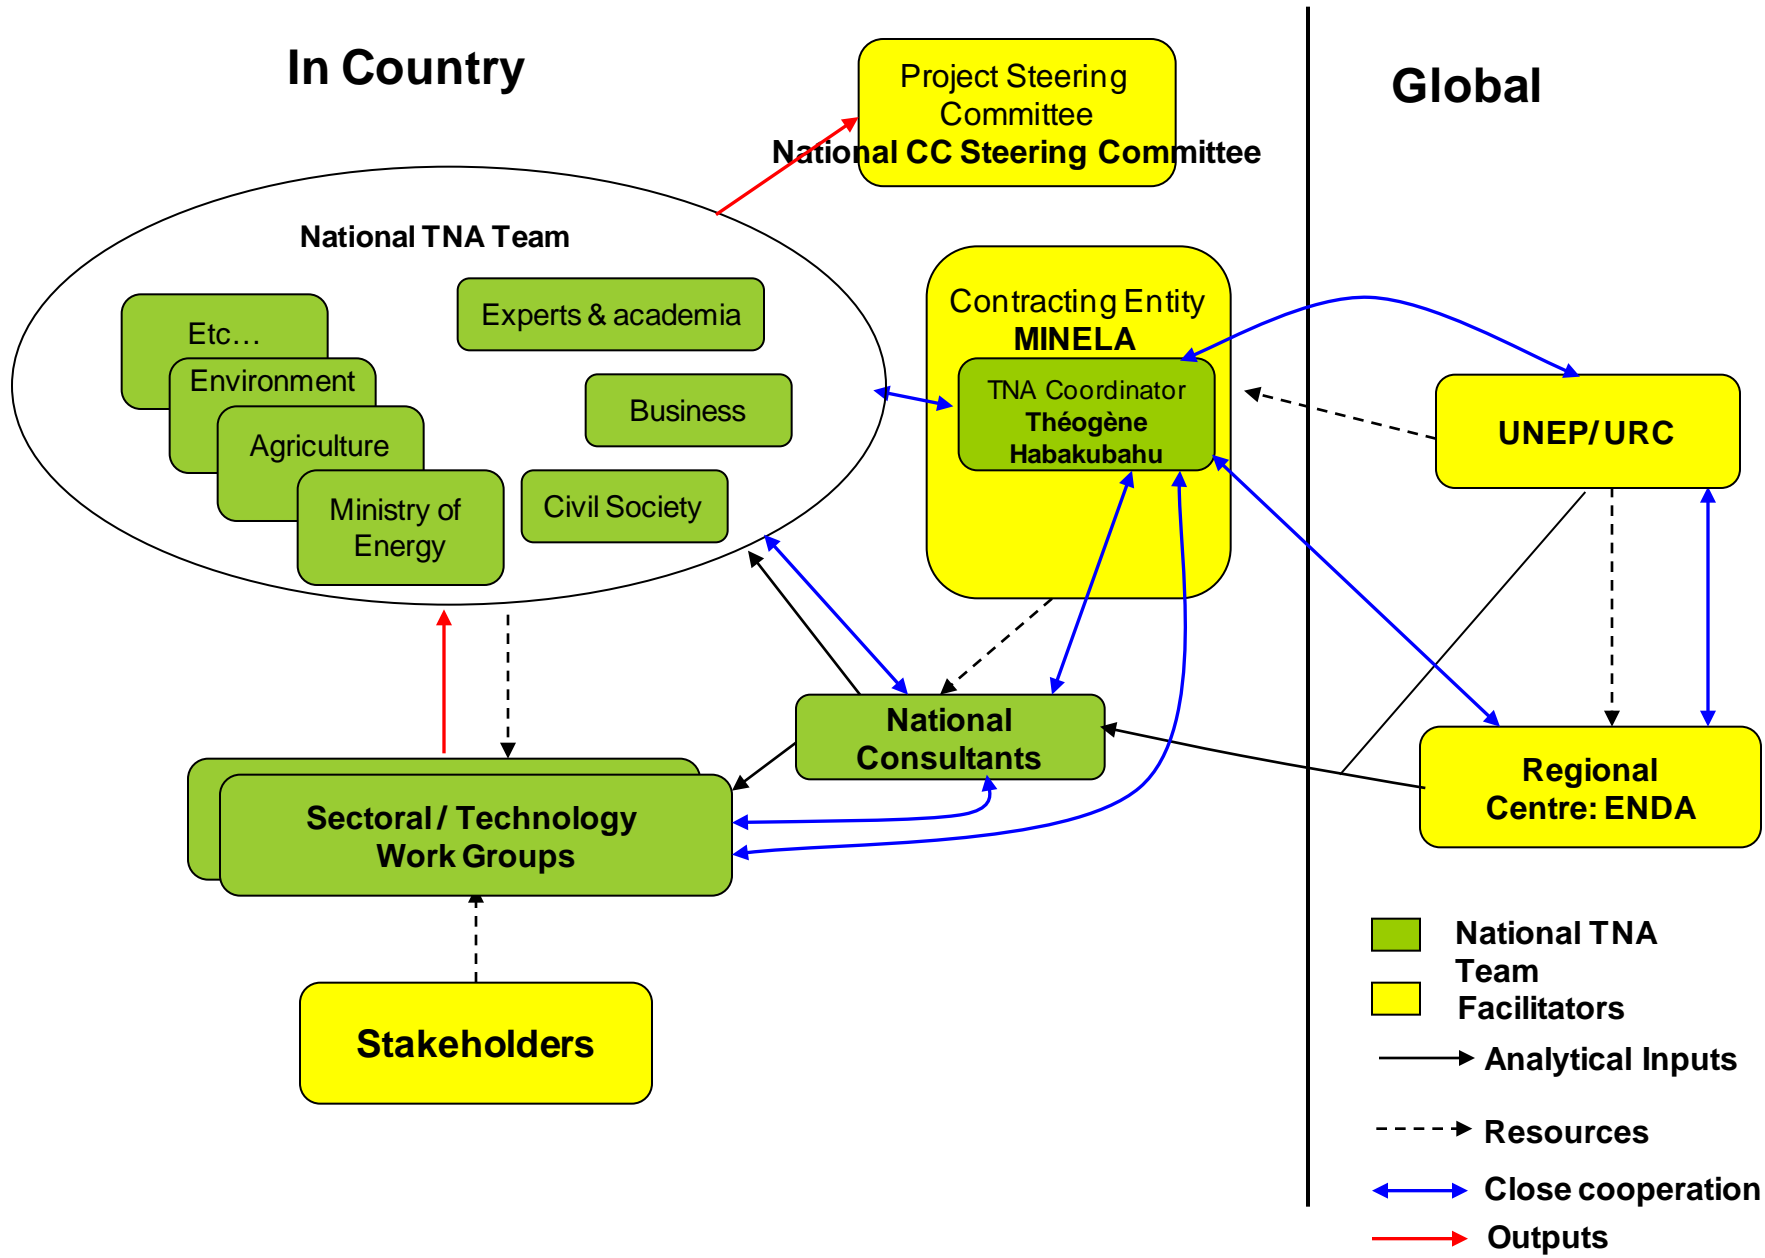 In Country
Global
Project Steering
Committee
National CC Steering Committee
National TNA Team
Etc…
Environment
Agriculture
Ministry of
Energy
Experts & academia
Business
Civil Society
Contracting Entity
MINELA
TNA Coordinator
Théogène
Habakubahu
UNEP/URC
National
Consultants
Regional
Centre: ENDA
Sectoral / Technology
Work Groups
Stakeholders
National TNA
Team
Facilitators
Analytical Inputs
Resources
Close cooperation
Outputs